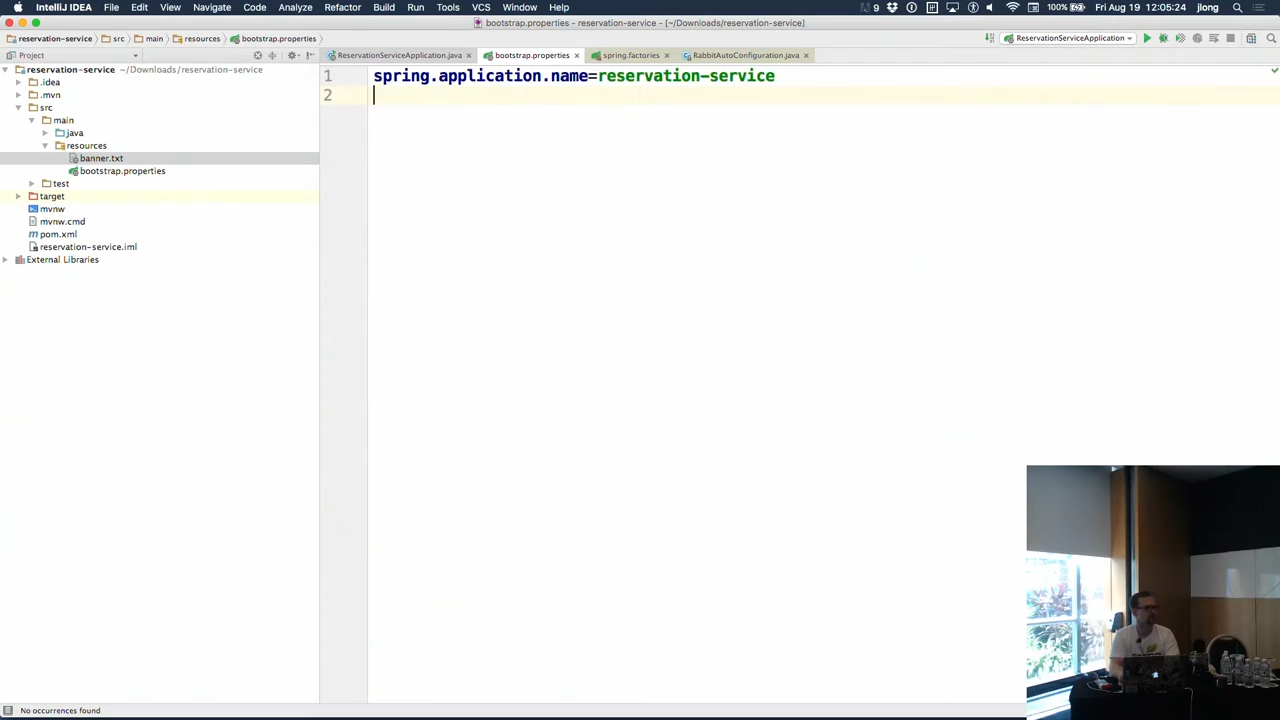 IntelliJ IDEA File Edit View Navigate Code Analyze Refactor Build Run Tools VCS Window Help
9 100% Fri Aug 19 12:05:24 jlong
bootstrap.properties - reservation-service - [~/Downloads/reservation-service]
reservation-service src main resources bootstrap.properties
ReservationServiceApplication
Project
ReservationServiceApplication.java bootstrap.properties spring.factories RabbitAutoConfiguration.java
reservation-service ~/Downloads/reservation-service
.idea
.mvn
src
main
java
resources
banner.txt
bootstrap.properties
test
target
mvnw
mvnw.cmd
pom.xml
reservation-service.iml
External Libraries
1 spring.application.name=reservation-service
2
No occurrences found